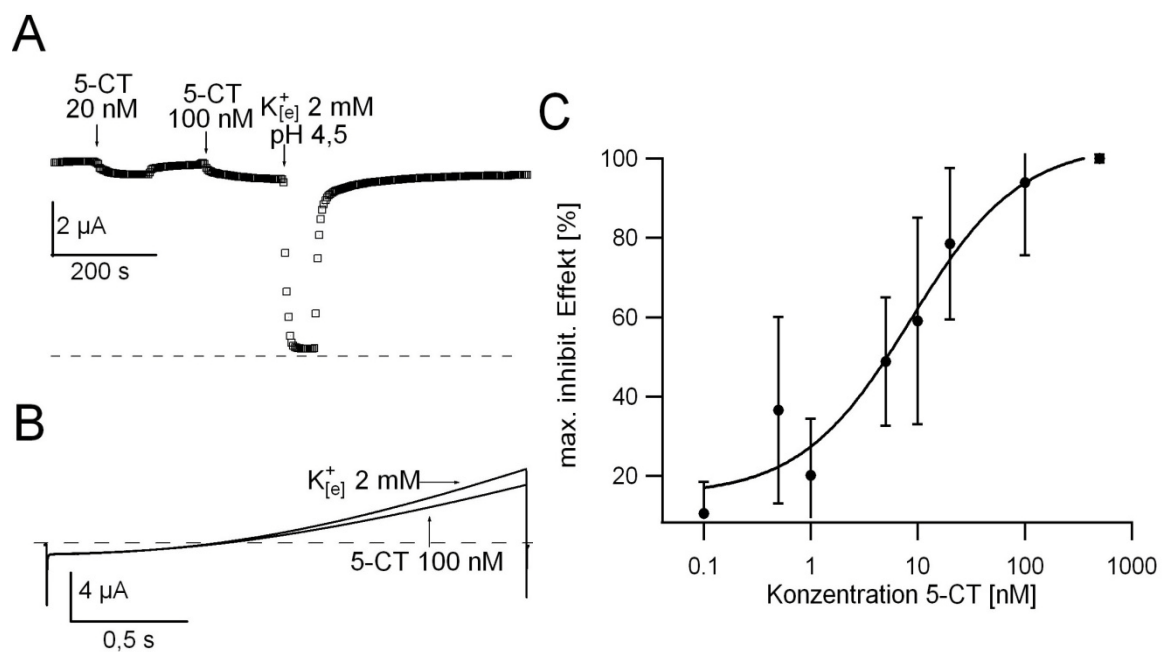 A
5-CT
20 nM
5-CT
100 nM
K+[e] 2 mM
pH 4,5
2 µA
200 s
B
K+[e] 2 mM
5-CT 100 nM
4 µA
0,5 s
C
max. inhibit. Effekt [%]
100
80
60
40
20
0.1 1 10 100 1000
Konzentration 5-CT [nM]